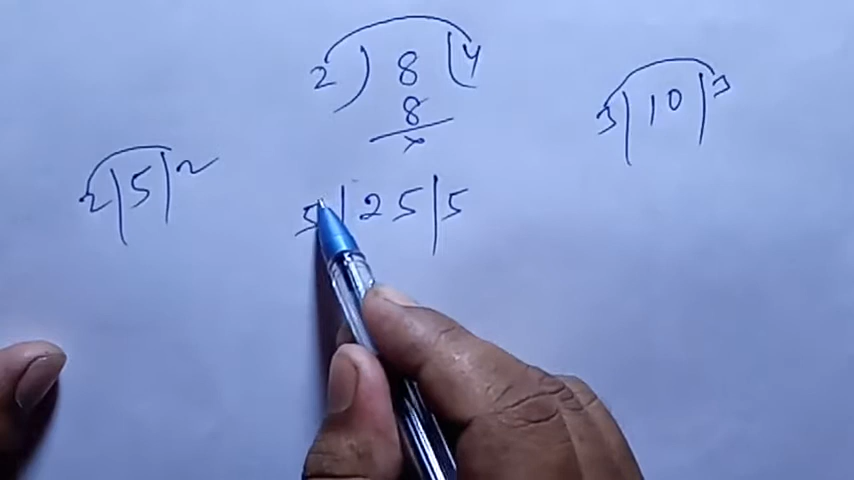 2 ) 8 ( 4
8
×
3 | 10 | 3
2 | 5 | 2
5 | 25 | 5